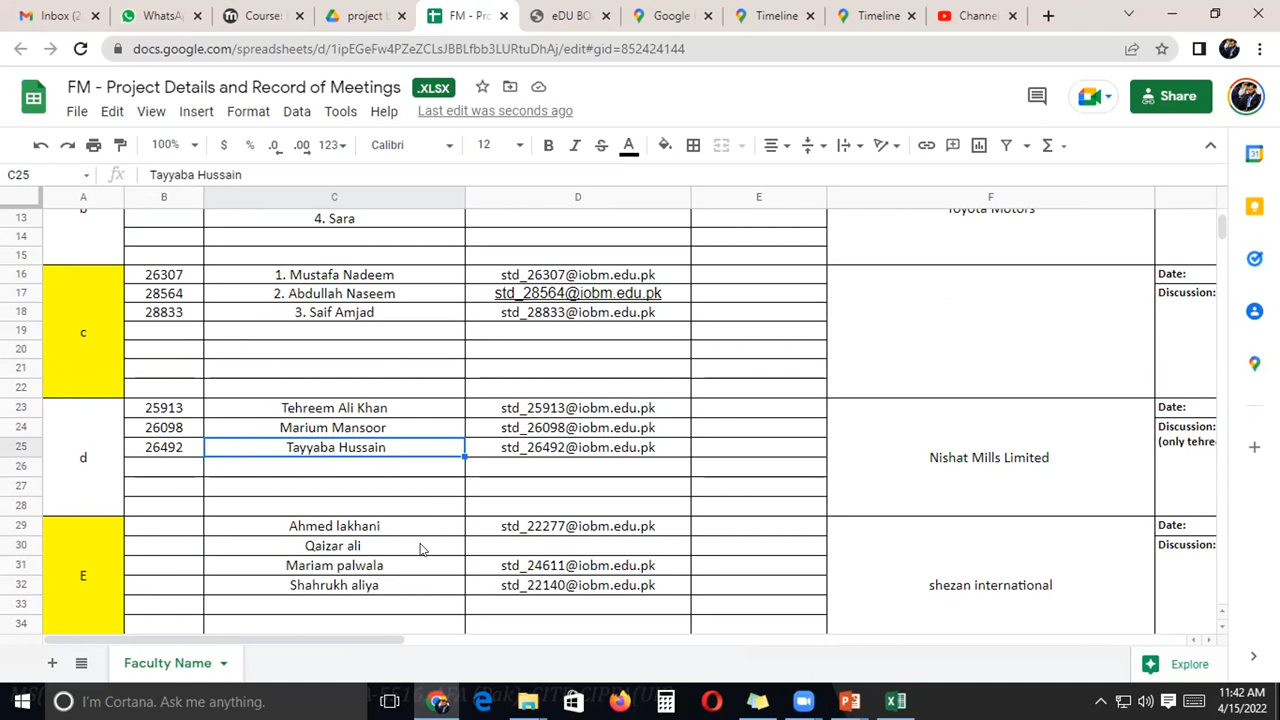 Inbox (2
WhatsA
Course:
project b
FM - Pro
eDU BO
Google
Timeline
Timeline
Channe
docs.google.com/spreadsheets/d/1ipEGeFw4PZeZCLsJBBLfbb3LURtuDhAj/edit#gid=852424144
FM - Project Details and Record of Meetings .XLSX
Share
File Edit View Insert Format Data Tools Help Last edit was seconds ago
100% $ % .0 .00 123 Calibri 12 B I S A
C25 fx Tayyaba Hussain
A B C D E F
13 b 4. Sara Toyota Motors
14
15
16 26307 1. Mustafa Nadeem std_26307@iobm.edu.pk Date:
17 28564 2. Abdullah Naseem std_28564@iobm.edu.pk Discussion:
18 28833 3. Saif Amjad std_28833@iobm.edu.pk
19 c
20
21
22
23 25913 Tehreem Ali Khan std_25913@iobm.edu.pk Date:
24 26098 Marium Mansoor std_26098@iobm.edu.pk Discussion:
25 26492 Tayyaba Hussain std_26492@iobm.edu.pk (only tehre
26 d Nishat Mills Limited
27
28
29 Ahmed lakhani std_22277@iobm.edu.pk Date:
30 Qaizar ali Discussion:
31 Mariam palwala std_24611@iobm.edu.pk
32 E Shahrukh aliya std_22140@iobm.edu.pk shezan international
33
34
Faculty Name
Explore
I'm Cortana. Ask me anything.
11:42 AM
4/15/2022